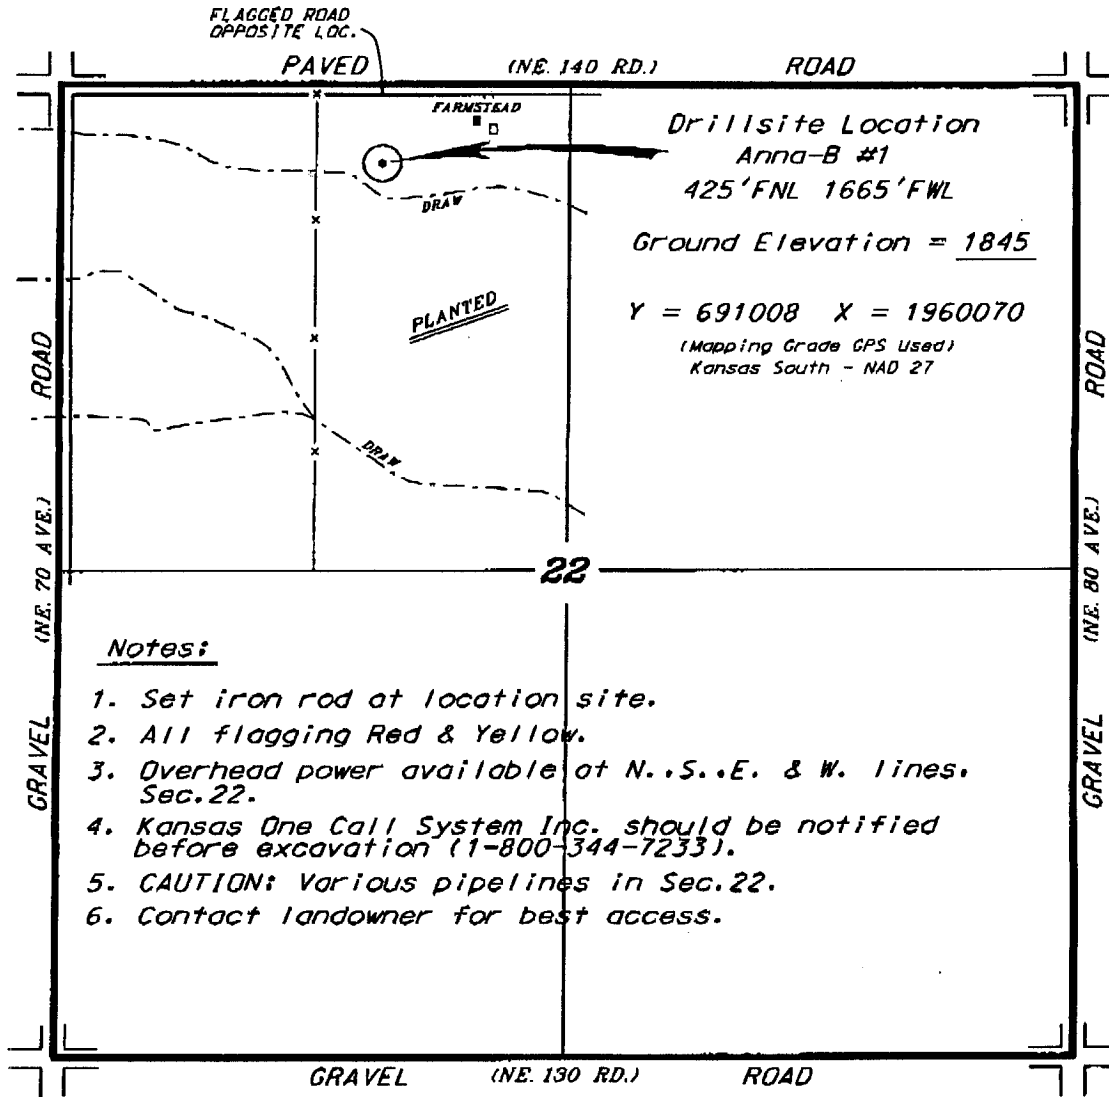 FLAGGED ROAD
OPPOSITE LOC.
PAVED (NE. 140 RD.) ROAD
FARMSTEAD
Drillsite Location
Anna-B #1
425'FNL 1665'FWL
DRAW
Ground Elevation = 1845
PLANTED
Y = 691008 X = 1960070
(Mapping Grade GPS Used)
Kansas South - NAD 27
ROAD
ROAD
DRAW
(NE. 70 AVE.)
(NE. 80 AVE.)
22
Notes:
1. Set iron rod at location site.
2. All flagging Red & Yellow.
3. Overhead power available at N.,S.,E. & W. lines,
Sec.22.
4. Kansas One Call System Inc. should be notified
before excavation (1-800-344-7233).
5. CAUTION: Various pipelines in Sec.22.
6. Contact landowner for best access.
GRAVEL
GRAVEL
GRAVEL (NE. 130 RD.) ROAD